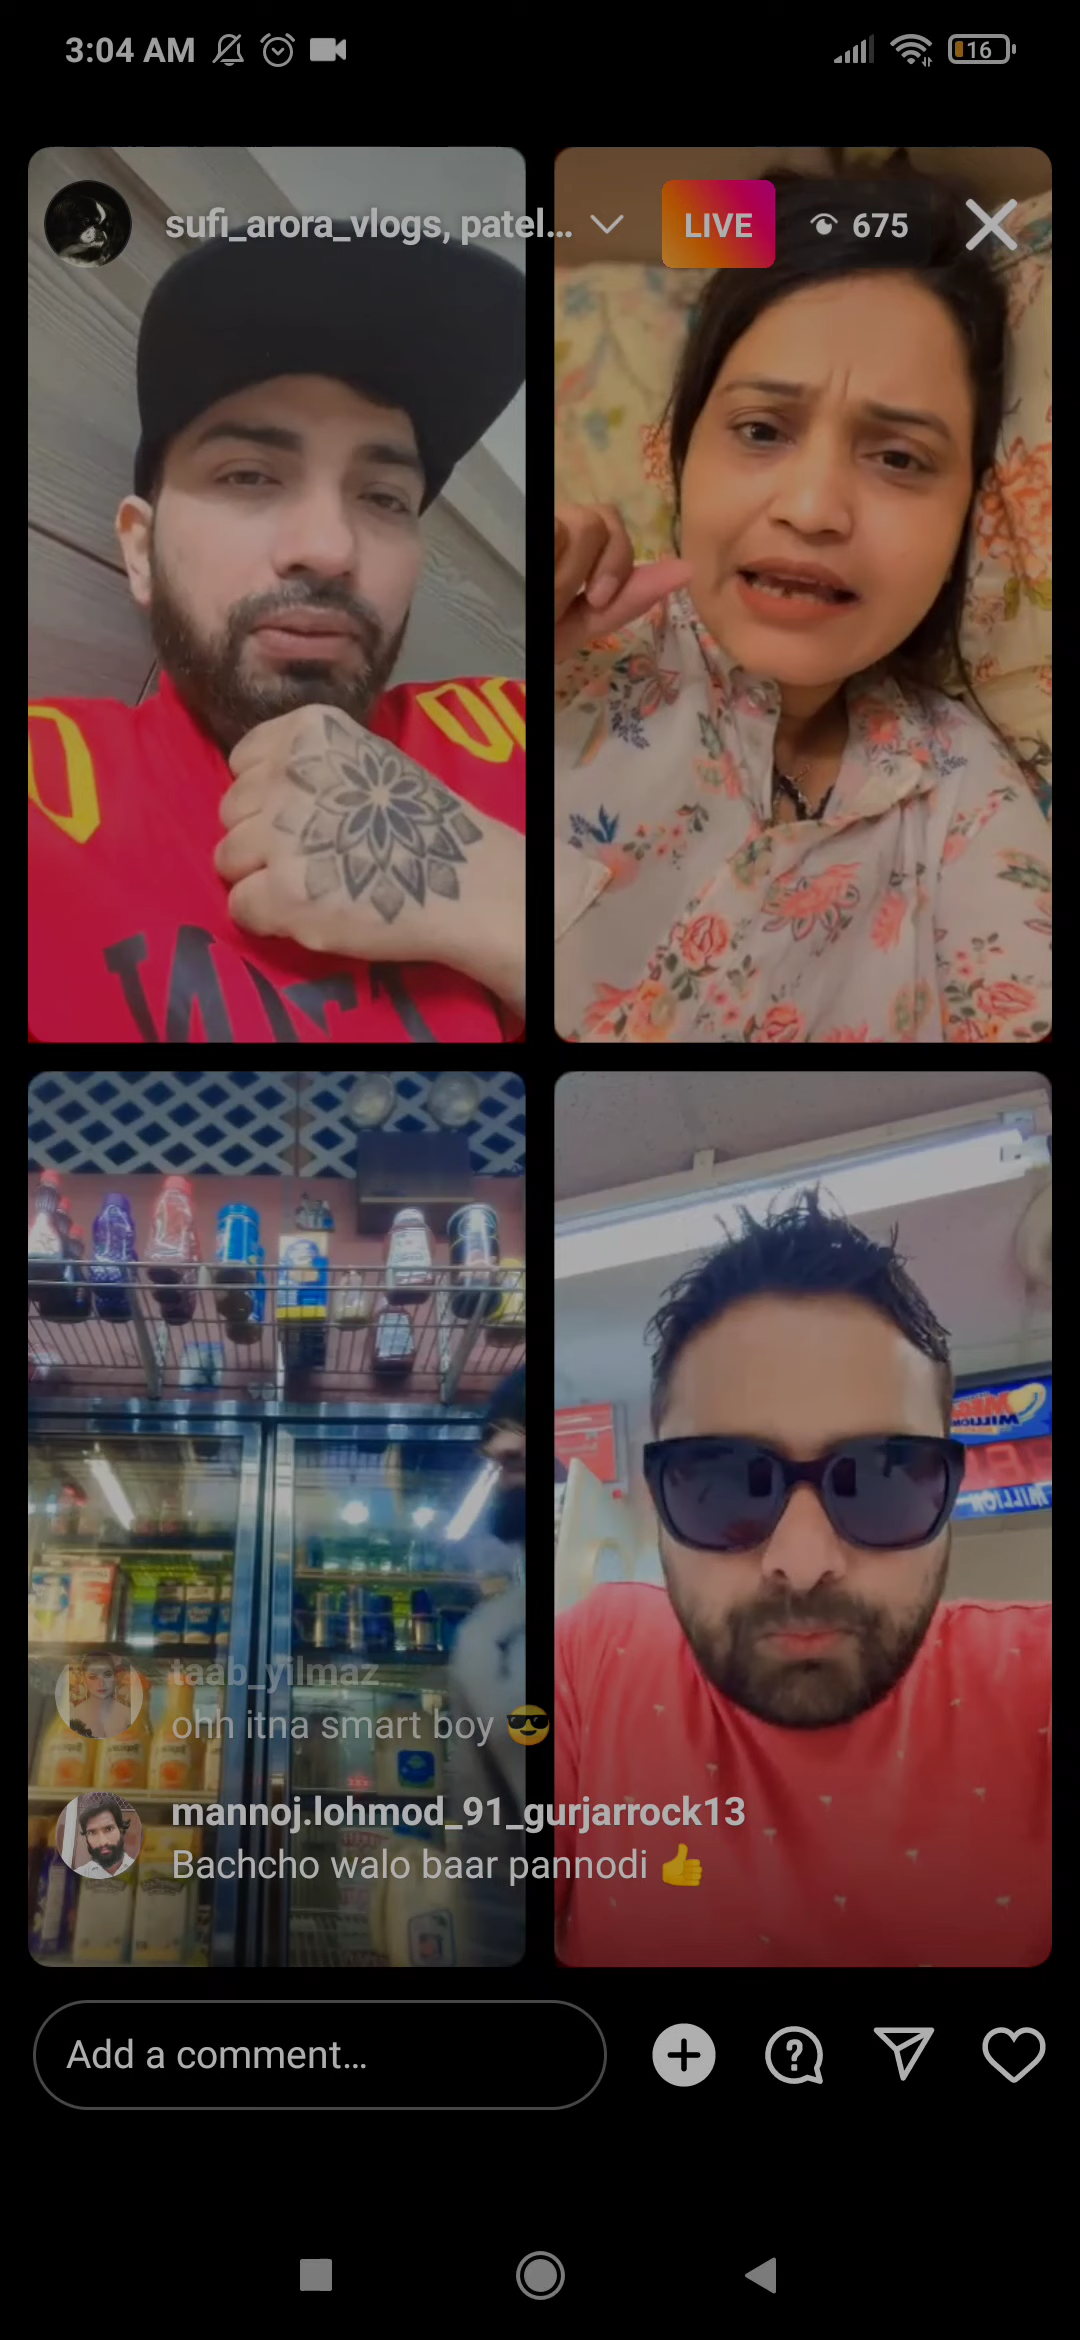 3:04 AM
16
sufi_arora_vlogs, patel...
LIVE
675
taab_yilmaz
ohh itna smart boy 😎
mannoj.lohmod_91_gurjarrock13
Bachcho walo baar pannodi 👍
Add a comment...